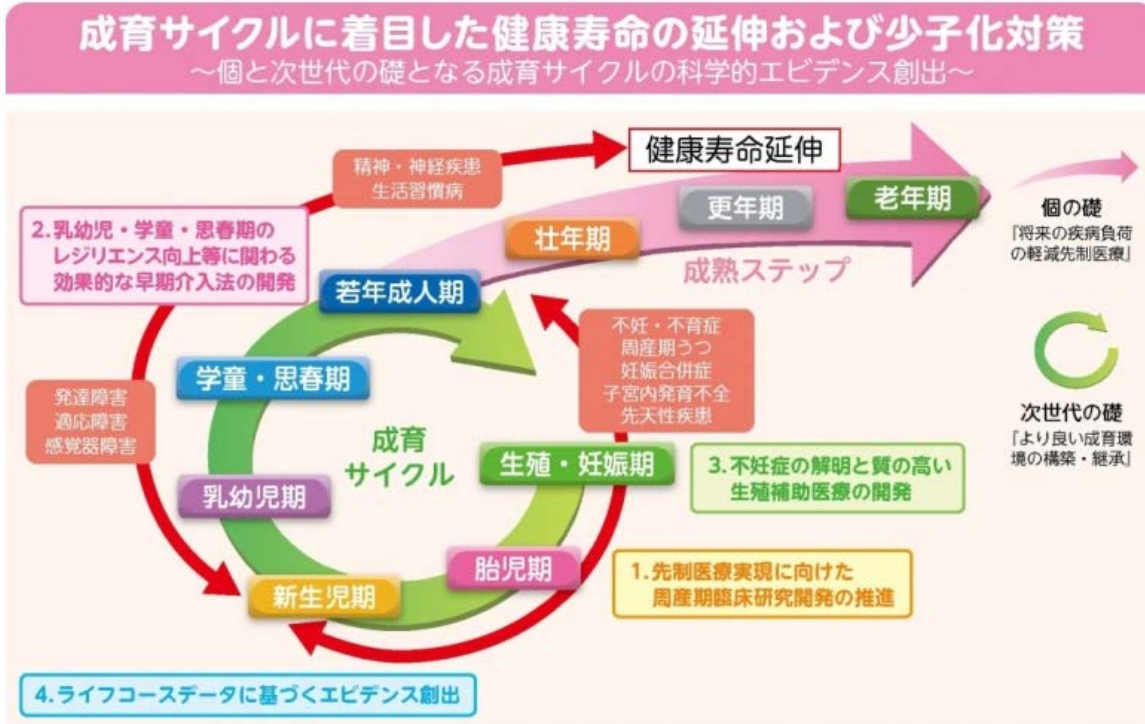 成育サイクルに着目した健康寿命の延伸および少子化対策
～個と次世代の礎となる成育サイクルの科学的エビデンス創出～
健康寿命延伸
精神・神経疾患
生活習慣病
老年期
更年期
壮年期
成熟ステップ
個の礎
『将来の疾病負荷
の軽減先制医療』
2.乳幼児・学童・思春期の
レジリエンス向上等に関わる
効果的な早期介入法の開発
若年成人期
不妊・不育症
周産期うつ
妊娠合併症
子宮内発育不全
先天性疾患
学童・思春期
発達障害
適応障害
感覚器障害
次世代の礎
『より良い成育環
境の構築・継承』
成育
サイクル
生殖・妊娠期
3.不妊症の解明と質の高い
生殖補助医療の開発
乳幼児期
胎児期
新生児期
1.先制医療実現に向けた
周産期臨床研究開発の推進
4.ライフコースデータに基づくエビデンス創出